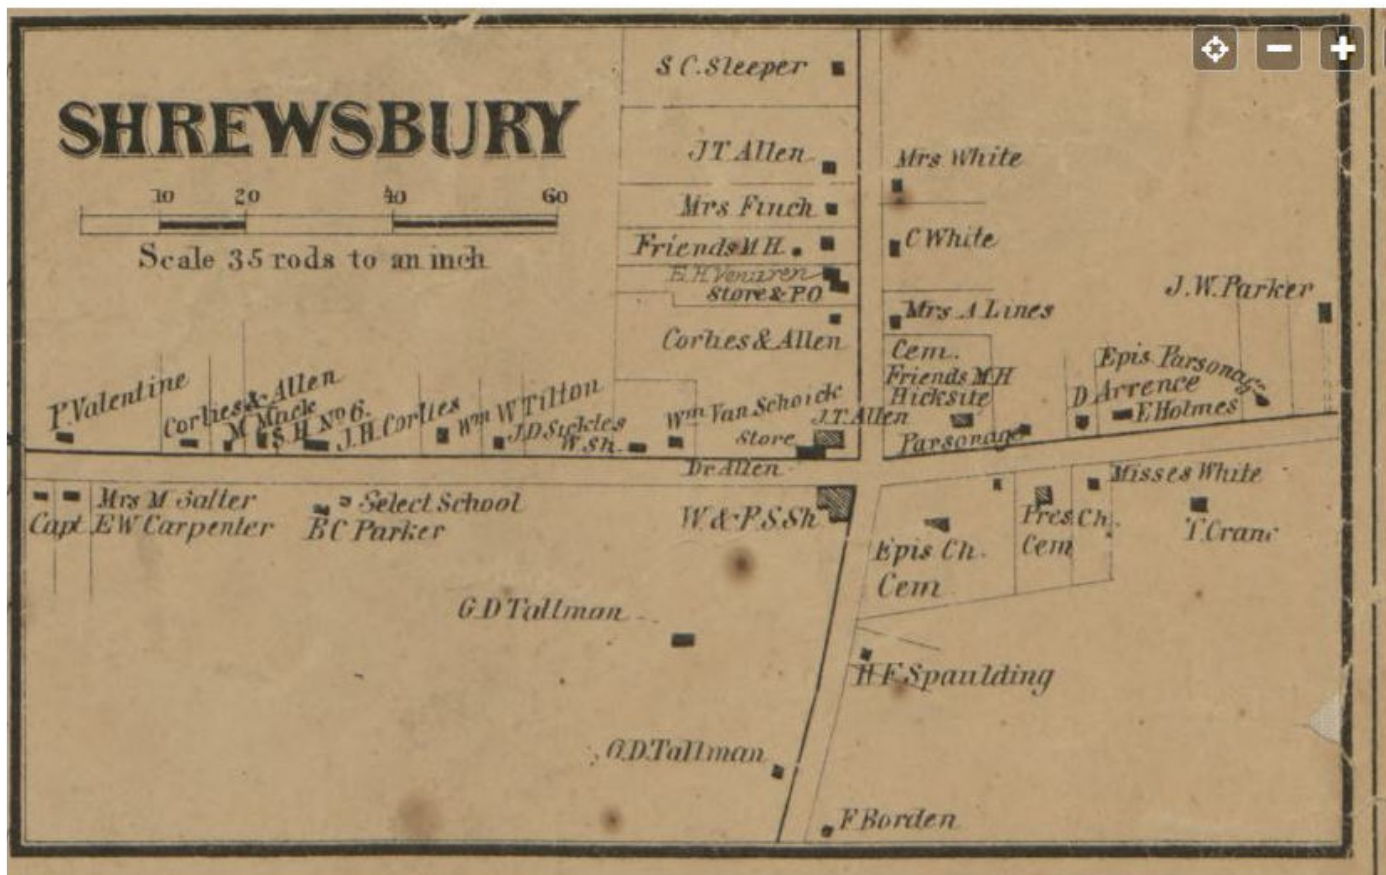 SHREWSBURY
10 20 40 60
Scale 35 rods to an inch
S C. Sleeper
J T Allen
Mrs Finch
Friends M H.
Store & P.O
Corlies & Allen
Mrs White
C White
Mrs A Lines
Cem.
Friends M H
Hicksite
Parsonage
J. W. Parker
Epis Parsonage
D Arrence
E Holmes
P. Valentine
Corlies & Allen
M Mack
S. H No 6.
J. H. Corlies
Wm W Tilton
J. D. Sickles
W. Sh.
Wm Van Schoick
Store
J. T. Allen
Dr Allen
Mrs M Salter
Capt E W Carpenter
Select School
B C Parker
W. & P. S. Sh
Epis Ch.
Cem
Pres. Ch.
Cem
Misses White
T. Crane
G. D Tallman
H F Spaulding
G. D. Tallman
F Borden